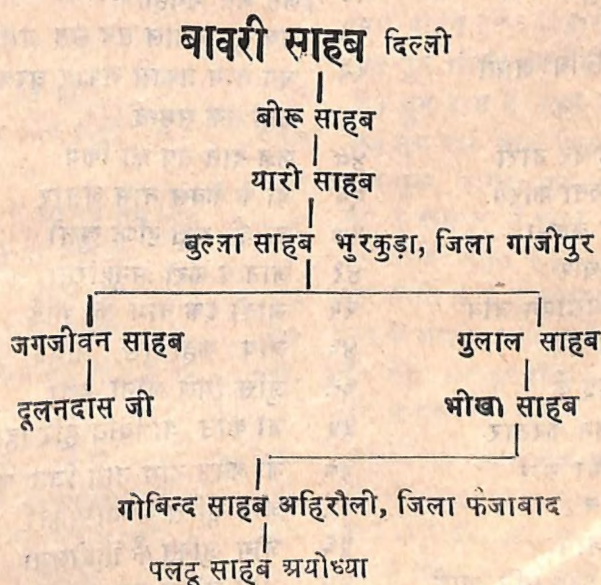 बावरी साहब दिल्ली
बीरू साहब
यारी साहब
बुल्ला साहब भुरकुड़ा, जिला गाजीपुर
जगजीवन साहब गुलाल साहब
दूलनदास जी भीखा साहब
गोबिन्द साहब अहिरौली, जिला फैजाबाद
पलटू साहब अयोध्या